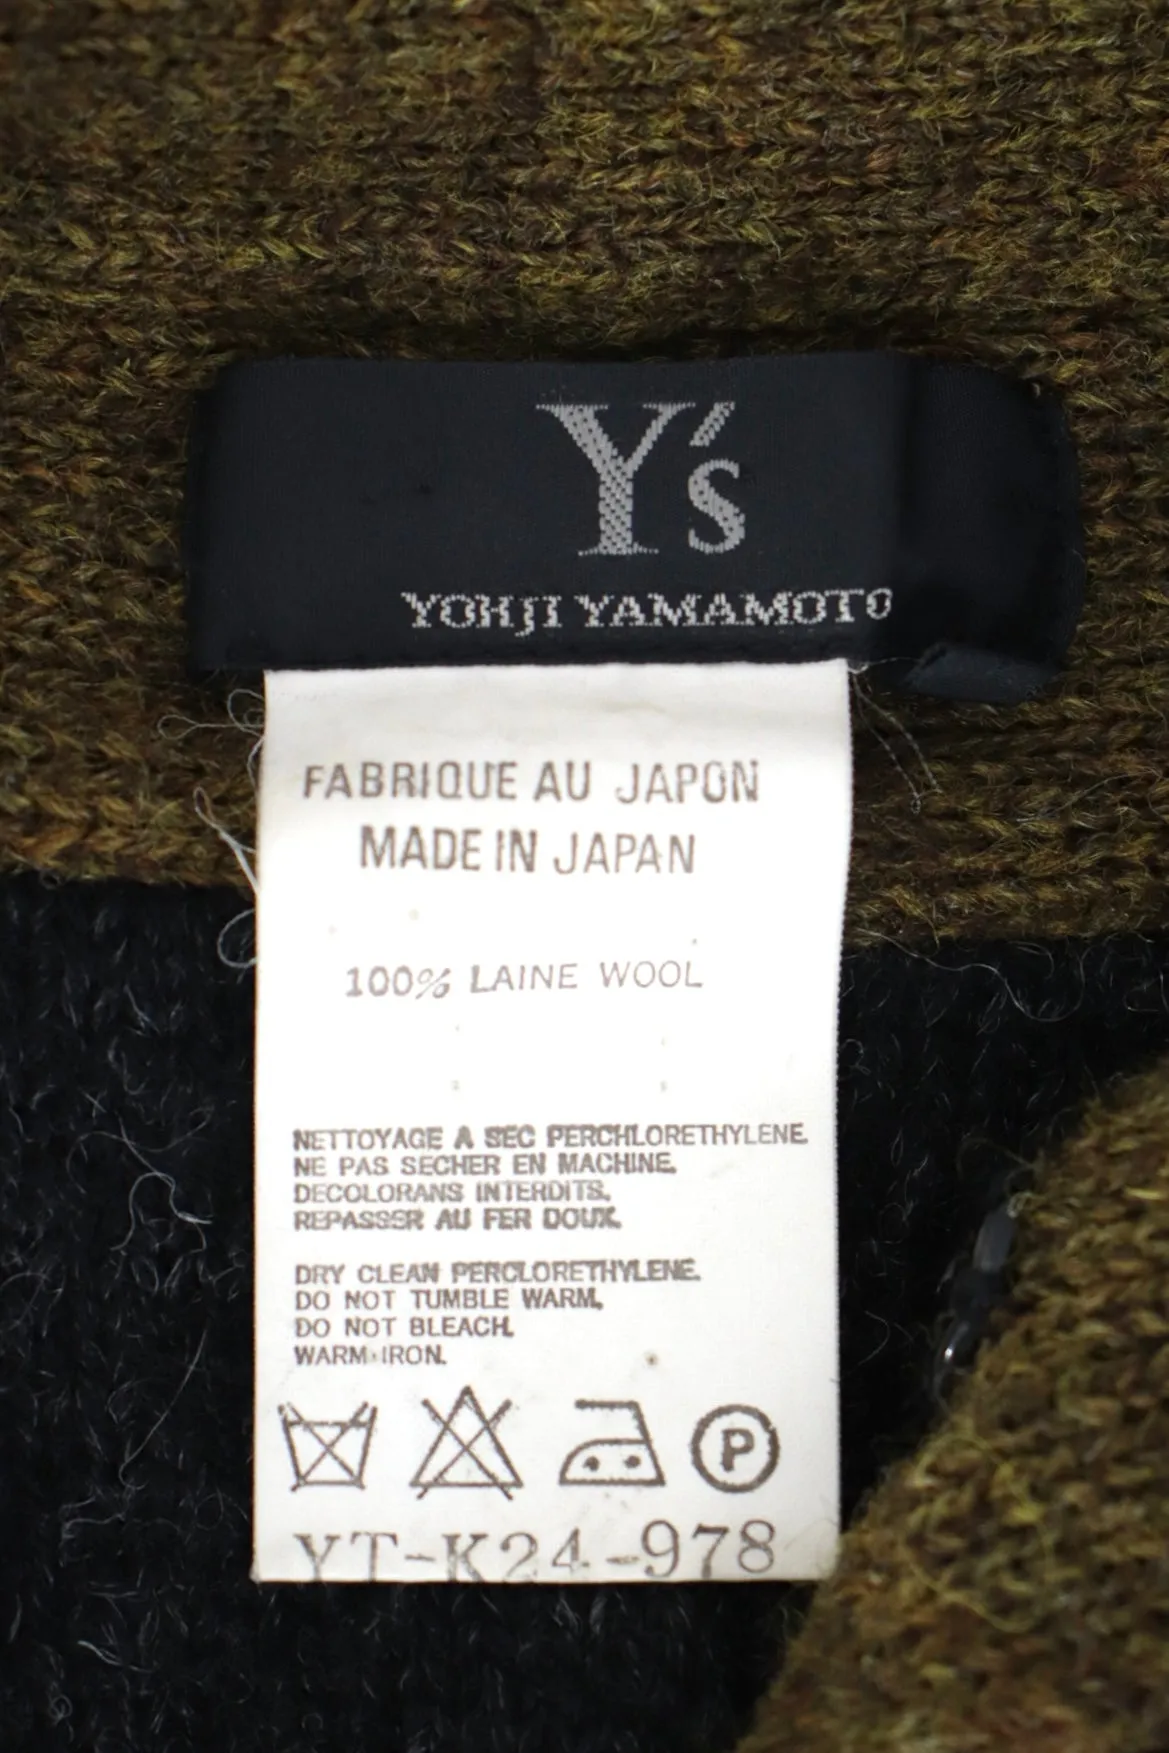 Y's
YOHJI YAMAMOTO
FABRIQUE AU JAPON
MADE IN JAPAN
100% LAINE WOOL
NETTOYAGE A SEC PERCHLORETHYLENE.
NE PAS SECHER EN MACHINE.
DECOLORANS INTERDITS.
REPASSER AU FER DOUX.
DRY CLEAN PERCLORETHYLENE.
DO NOT TUMBLE WARM.
DO NOT BLEACH.
WARM IRON.
P
YT-K24-978